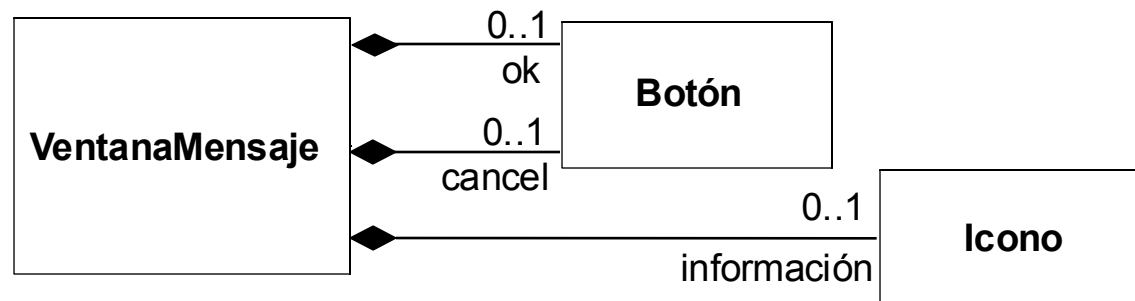 0..1
ok
Botón
VentanaMensaje
0..1
cancel
0..1
Icono
información